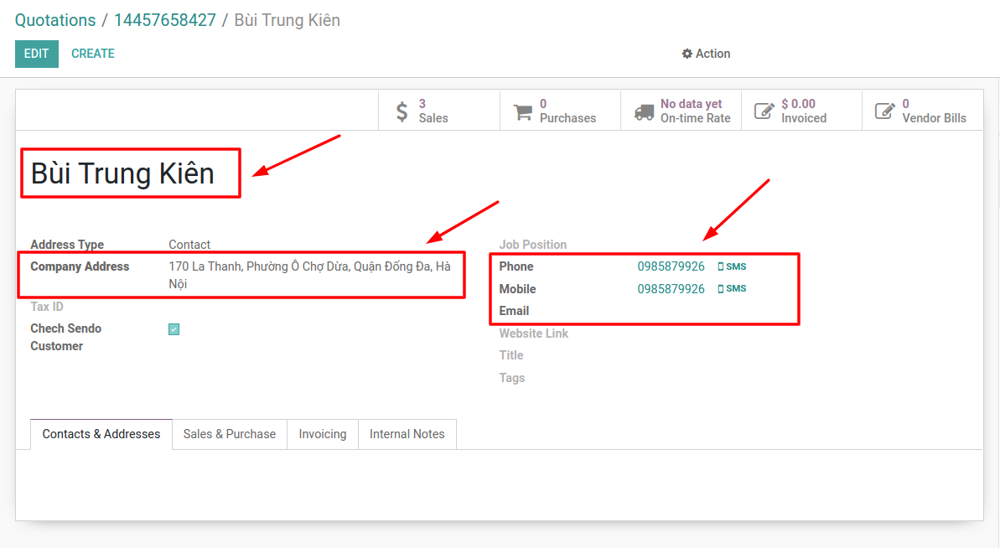 Quotations / 14457658427 / Bùi Trung Kiên
EDIT CREATE Action
3 Sales
0 Purchases
No data yet On-time Rate
$ 0.00 Invoiced
0 Vendor Bills
Bùi Trung Kiên
Address Type Contact
Company Address 170 La Thanh, Phường Ô Chợ Dừa, Quận Đống Đa, Hà
Nội
Tax ID
Chech Sendo
Customer
Job Position
Phone 0985879926 SMS
Mobile 0985879926 SMS
Email
Website Link
Title
Tags
Contacts & Addresses Sales & Purchase Invoicing Internal Notes